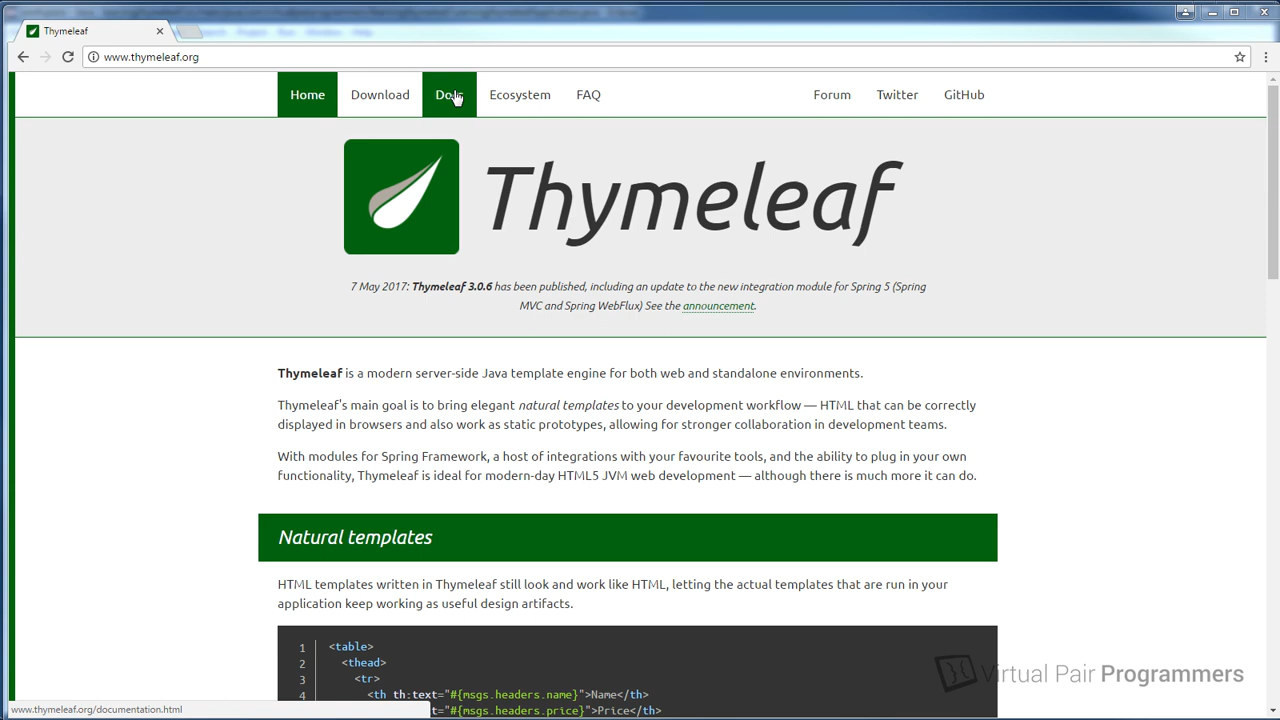 Thymeleaf
www.thymeleaf.org
Home Download Docs Ecosystem FAQ Forum Twitter GitHub
Thymeleaf
7 May 2017: Thymeleaf 3.0.6 has been published, including an update to the new integration module for Spring 5 (Spring
MVC and Spring WebFlux) See the announcement.
Thymeleaf is a modern server-side Java template engine for both web and standalone environments.
Thymeleaf's main goal is to bring elegant natural templates to your development workflow — HTML that can be correctly
displayed in browsers and also work as static prototypes, allowing for stronger collaboration in development teams.
With modules for Spring Framework, a host of integrations with your favourite tools, and the ability to plug in your own
functionality, Thymeleaf is ideal for modern-day HTML5 JVM web development — although there is much more it can do.
Natural templates
HTML templates written in Thymeleaf still look and work like HTML, letting the actual templates that are run in your
application keep working as useful design artifacts.
1 <table>
2 <thead>
3 <tr>
4 <th th:text="#{msgs.headers.name}">Name</th>
<th th:text="#{msgs.headers.price}">Price</th>
Virtual Pair Programmers
www.thymeleaf.org/documentation.html